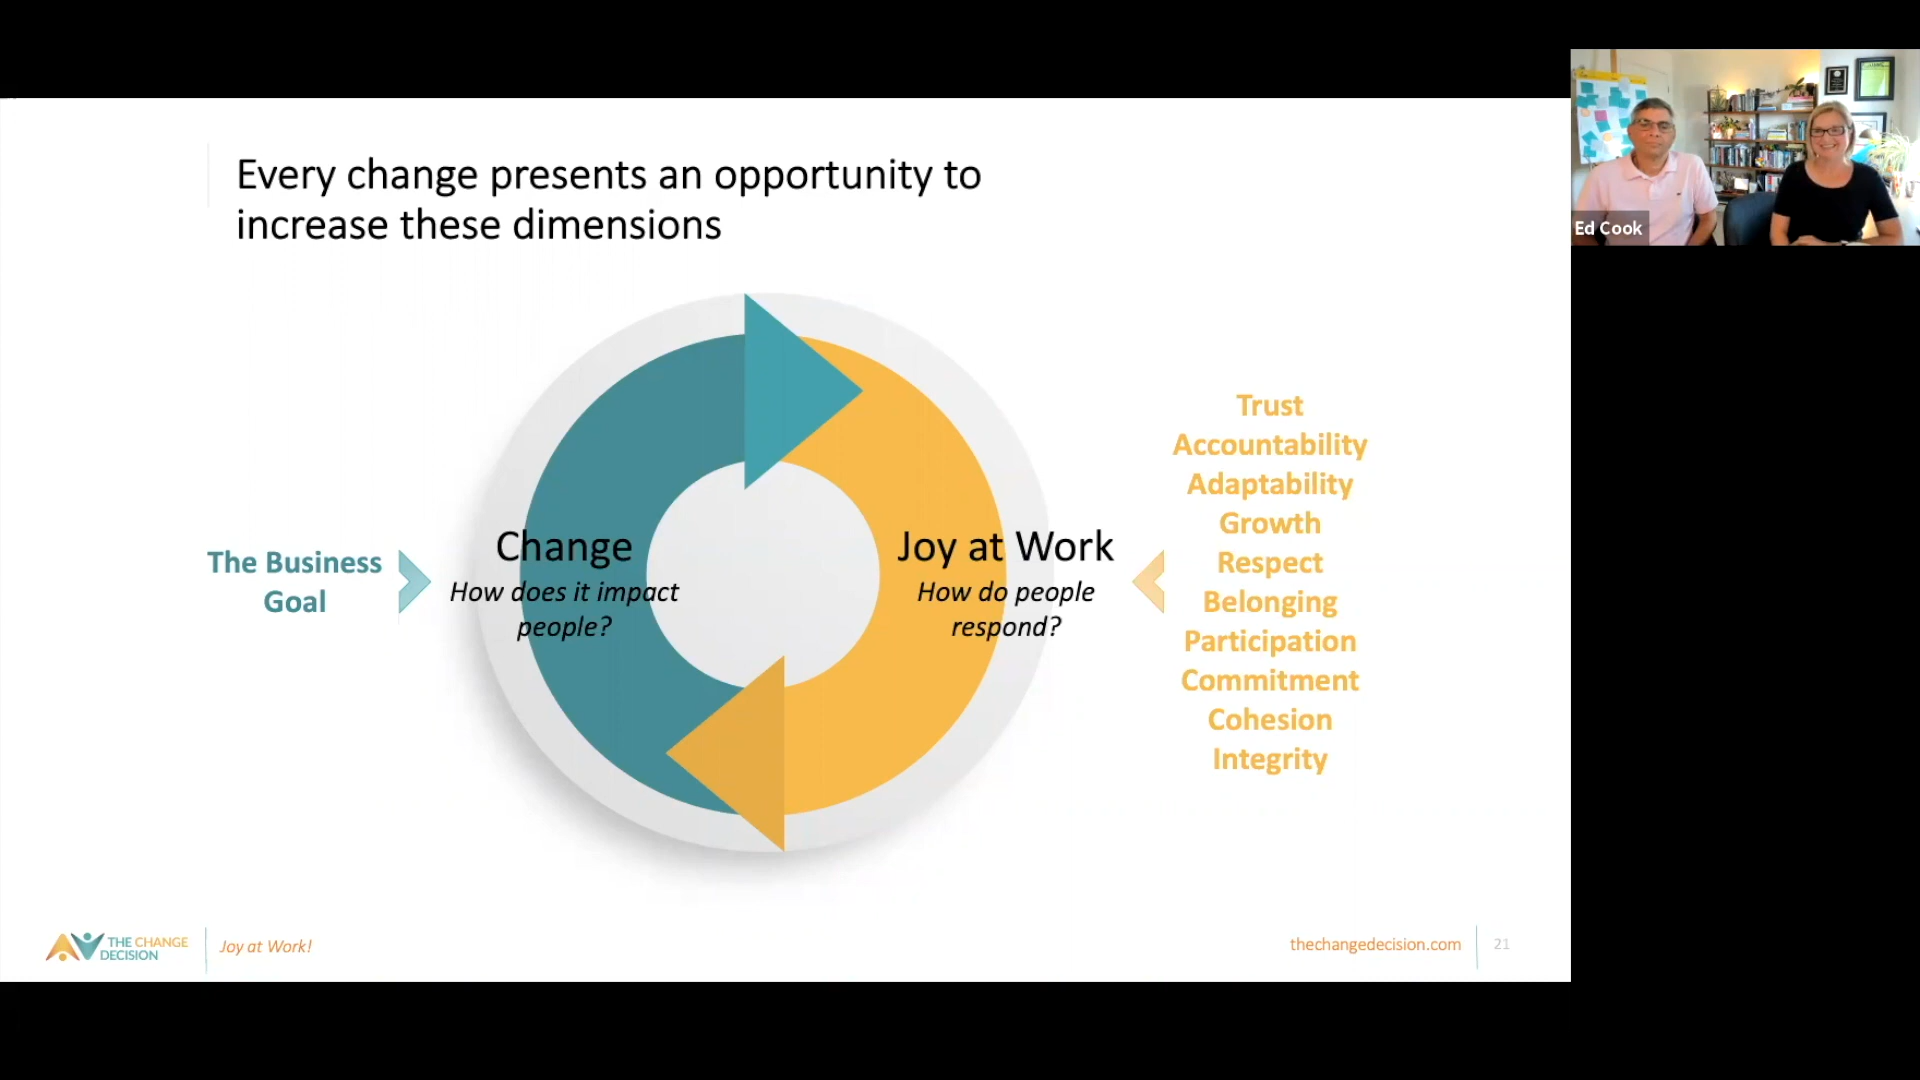 Every change presents an opportunity to
increase these dimensions
The Business
Goal
Change
How does it impact
people?
Joy at Work
How do people
respond?
Trust
Accountability
Adaptability
Growth
Respect
Belonging
Participation
Commitment
Cohesion
Integrity
THE CHANGE
DECISION
Joy at Work!
thechangedecision.com
21
Ed Cook